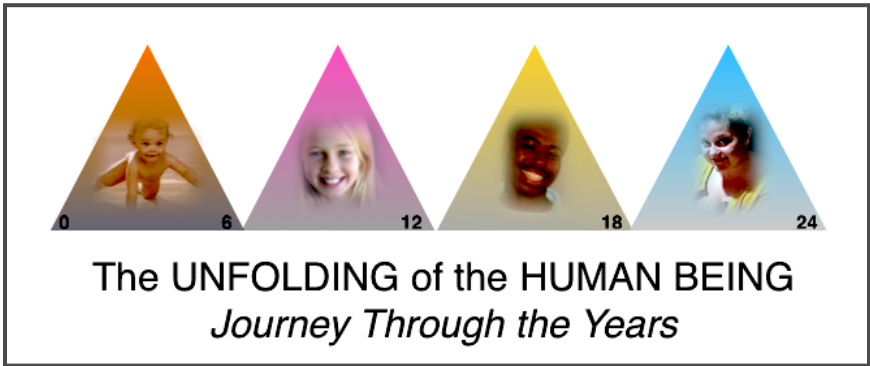 0 6 12 18 24
The UNFOLDING of the HUMAN BEING
Journey Through the Years